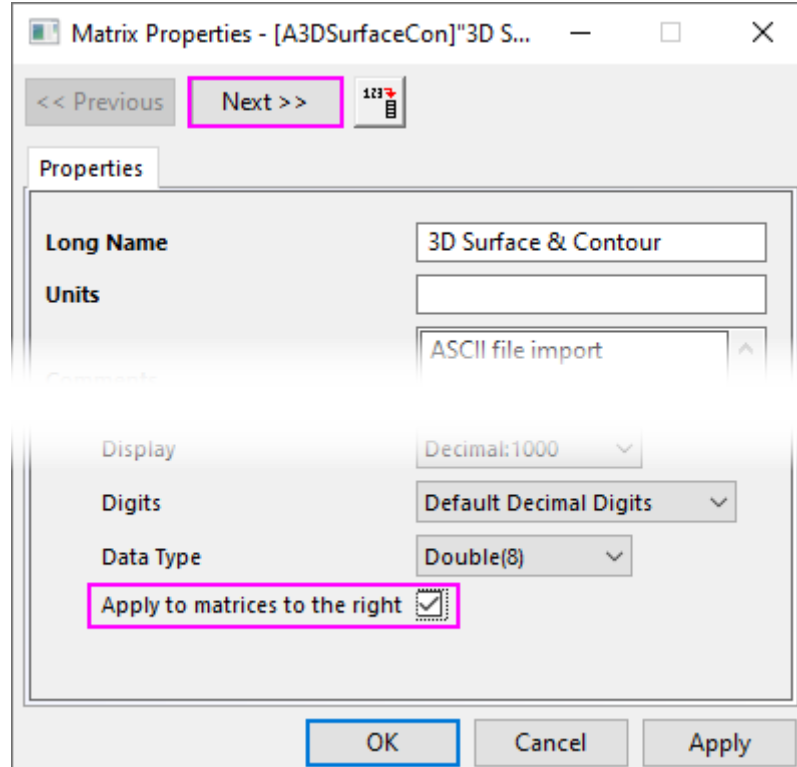 Matrix Properties - [A3DSurfaceCon]"3D S...
<< Previous Next >> 123
Properties
Long Name 3D Surface & Contour
Units
ASCII file import
Comments
Display Decimal:1000
Digits Default Decimal Digits
Data Type Double(8)
Apply to matrices to the right
OK Cancel Apply